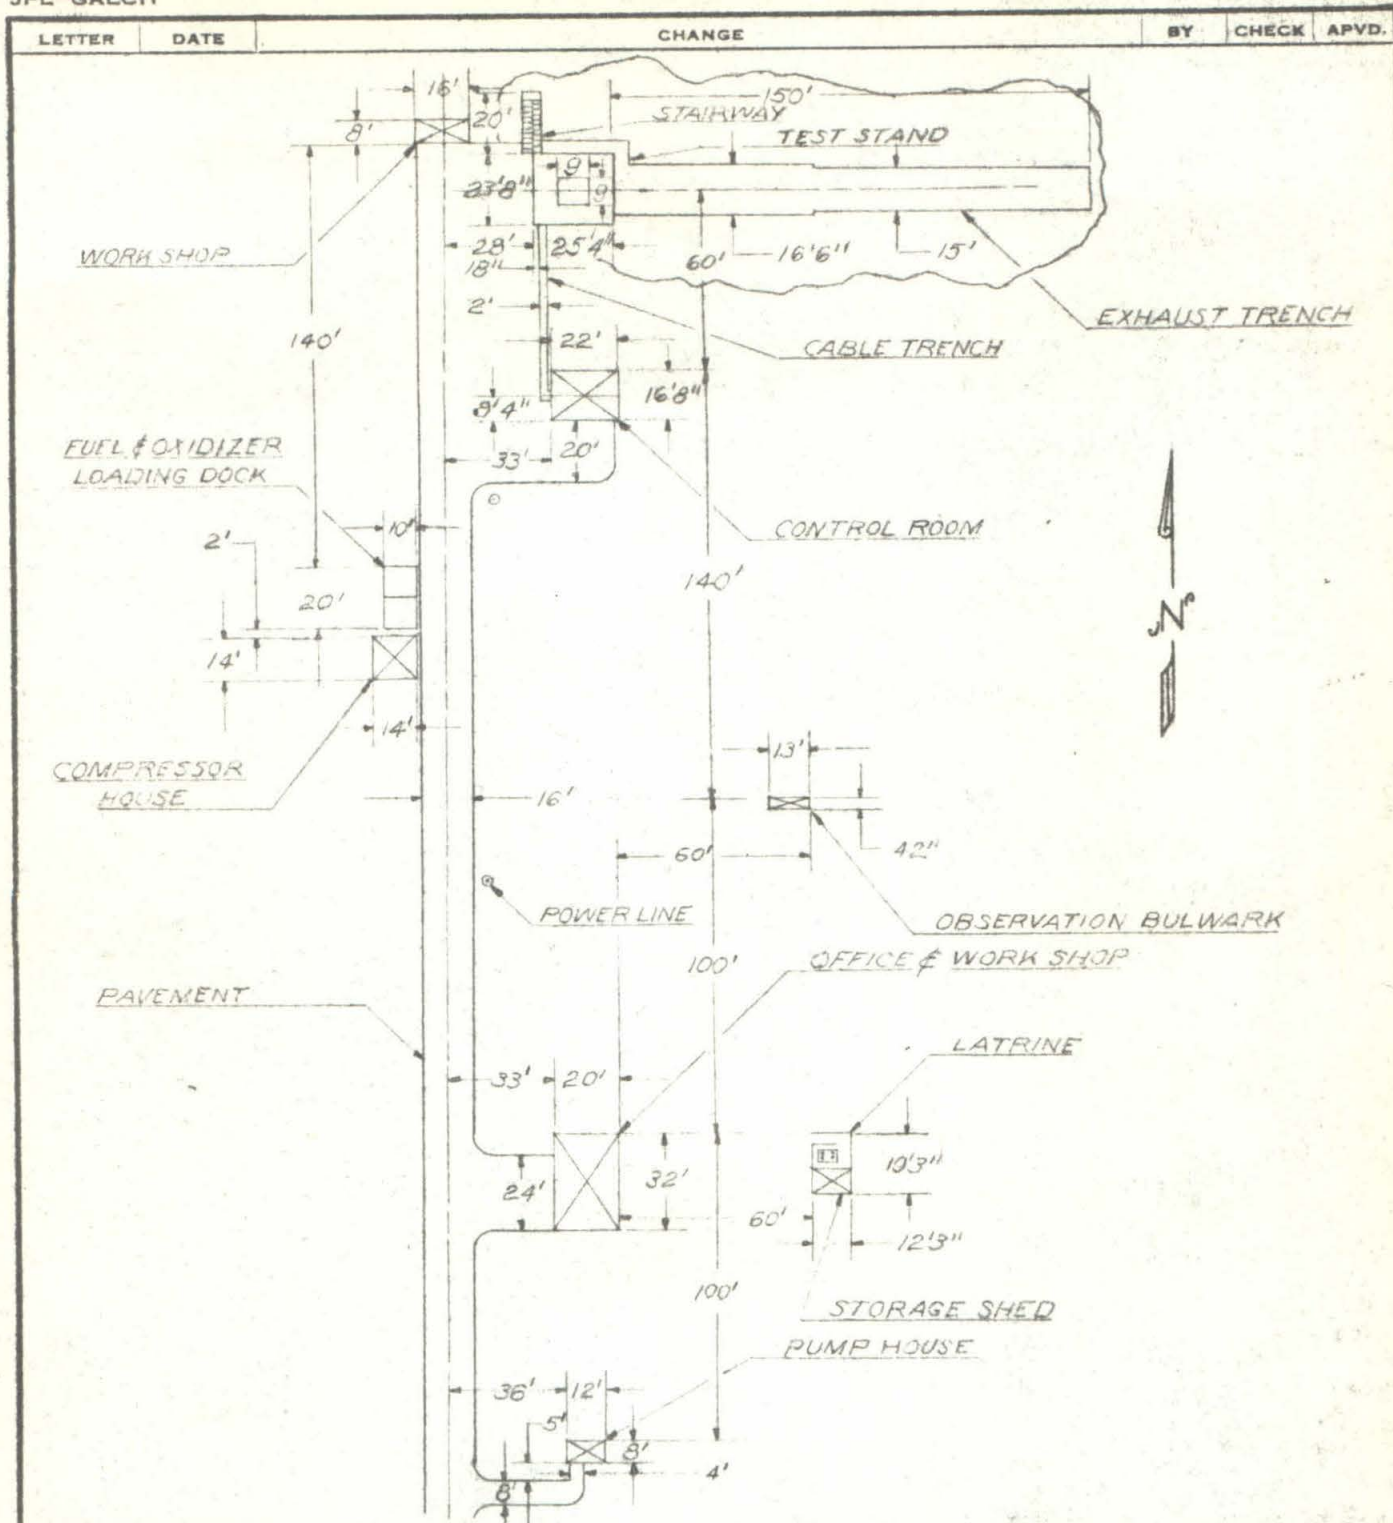 JPL-GALCIT
LETTER DATE CHANGE BY CHECK APVD.
16' 150'
8' 20' STAIRWAY
TEST STAND
9
23'8" 9
WORK SHOP 28' 25'4" 60' 16'6" 15'
18"
2' EXHAUST TRENCH
140' 22' CABLE TRENCH
9'4" 16'8"
FUEL & OXIDIZER
LOADING DOCK
33' 20'
10' CONTROL ROOM
2'
140'
20'
N
14'
14' 13'
COMPRESSOR
HOUSE
16'
60' 42"
POWER LINE OBSERVATION BULWARK
100' OFFICE & WORK SHOP
PAVEMENT
LATRINE
33' 20'
24' 32' 10'3"
60' 12'3"
100'
STORAGE SHED
PUMP HOUSE
36' 12'
5'
8' 4'
8'